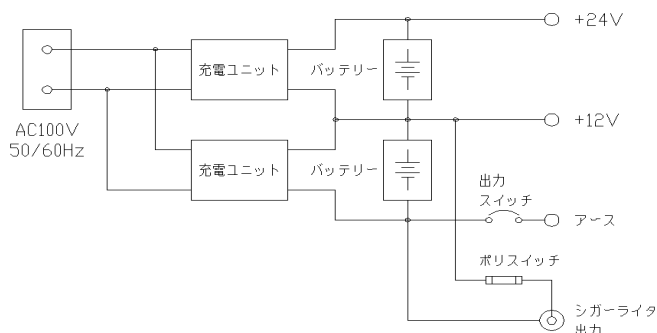 +24V
充電ユニット
バッテリー
AC100V
50/60Hz
+12V
充電ユニット
バッテリー
出力
スイッチ
アース
ポリスイッチ
シガーライタ
出力